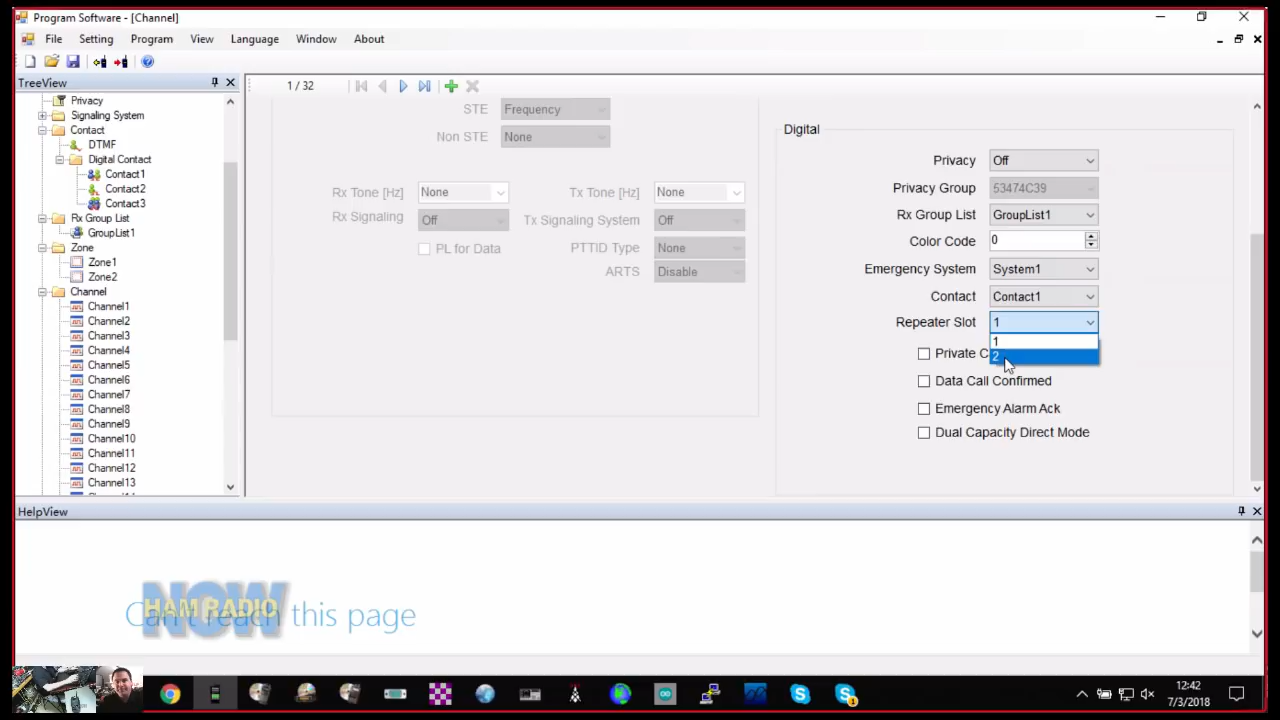 Program Software - [Channel]
File Setting Program View Language Window About
TreeView
1 / 32
Privacy
Signaling System
Contact
DTMF
Digital Contact
Contact1
Contact2
Contact3
Rx Group List
GroupList1
Zone
Zone1
Zone2
Channel
Channel1
Channel2
Channel3
Channel4
Channel5
Channel6
Channel7
Channel8
Channel9
Channel10
Channel11
Channel12
Channel13
STE Frequency
Non STE None
Rx Tone [Hz] None Tx Tone [Hz] None
Rx Signaling Off Tx Signaling System Off
PL for Data PTTID Type None
ARTS Disable
Digital
Privacy Off
Privacy Group 53474C39
Rx Group List GroupList1
Color Code 0
Emergency System System1
Contact Contact1
Repeater Slot 1
1
2
Private C
Data Call Confirmed
Emergency Alarm Ack
Dual Capacity Direct Mode
HelpView
Can't reach this page
HAM RADIO
NOW
12:42
7/3/2018